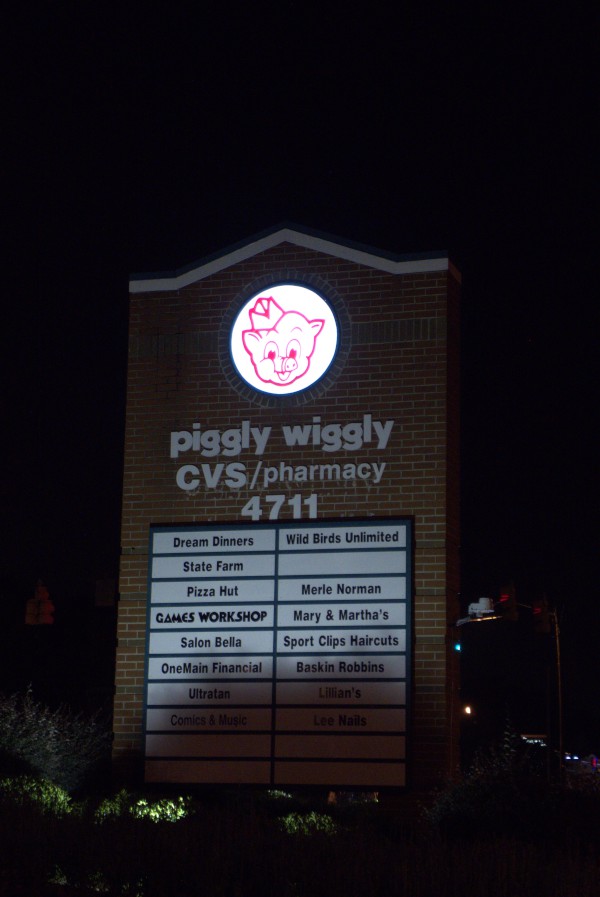 piggly wiggly
CVS/pharmacy
4711
Dream Dinners
Wild Birds Unlimited
State Farm
Pizza Hut
Merle Norman
GAMES WORKSHOP
Mary & Martha's
Salon Bella
Sport Clips Haircuts
OneMain Financial
Baskin Robbins
Ultratan
Lillian's
Comics & Music
Lee Nails